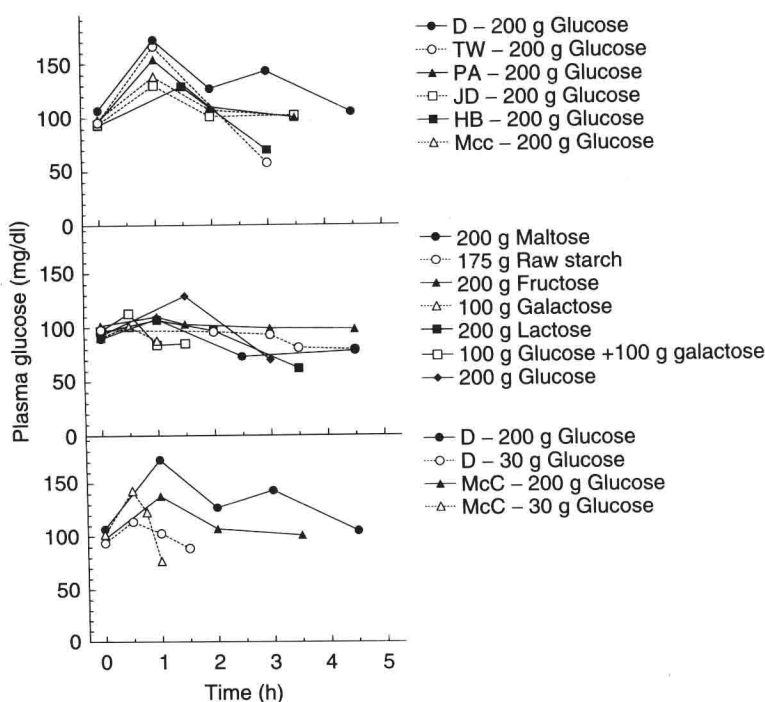 150
100
50
0
D – 200 g Glucose
TW – 200 g Glucose
PA – 200 g Glucose
JD – 200 g Glucose
HB – 200 g Glucose
Mcc – 200 g Glucose
Plasma glucose (mg/dl)
150
100
50
0
200 g Maltose
175 g Raw starch
200 g Fructose
100 g Galactose
200 g Lactose
100 g Glucose +100 g galactose
200 g Glucose
150
100
50
0
D – 200 g Glucose
D – 30 g Glucose
McC – 200 g Glucose
McC – 30 g Glucose
0 1 2 3 4 5
Time (h)